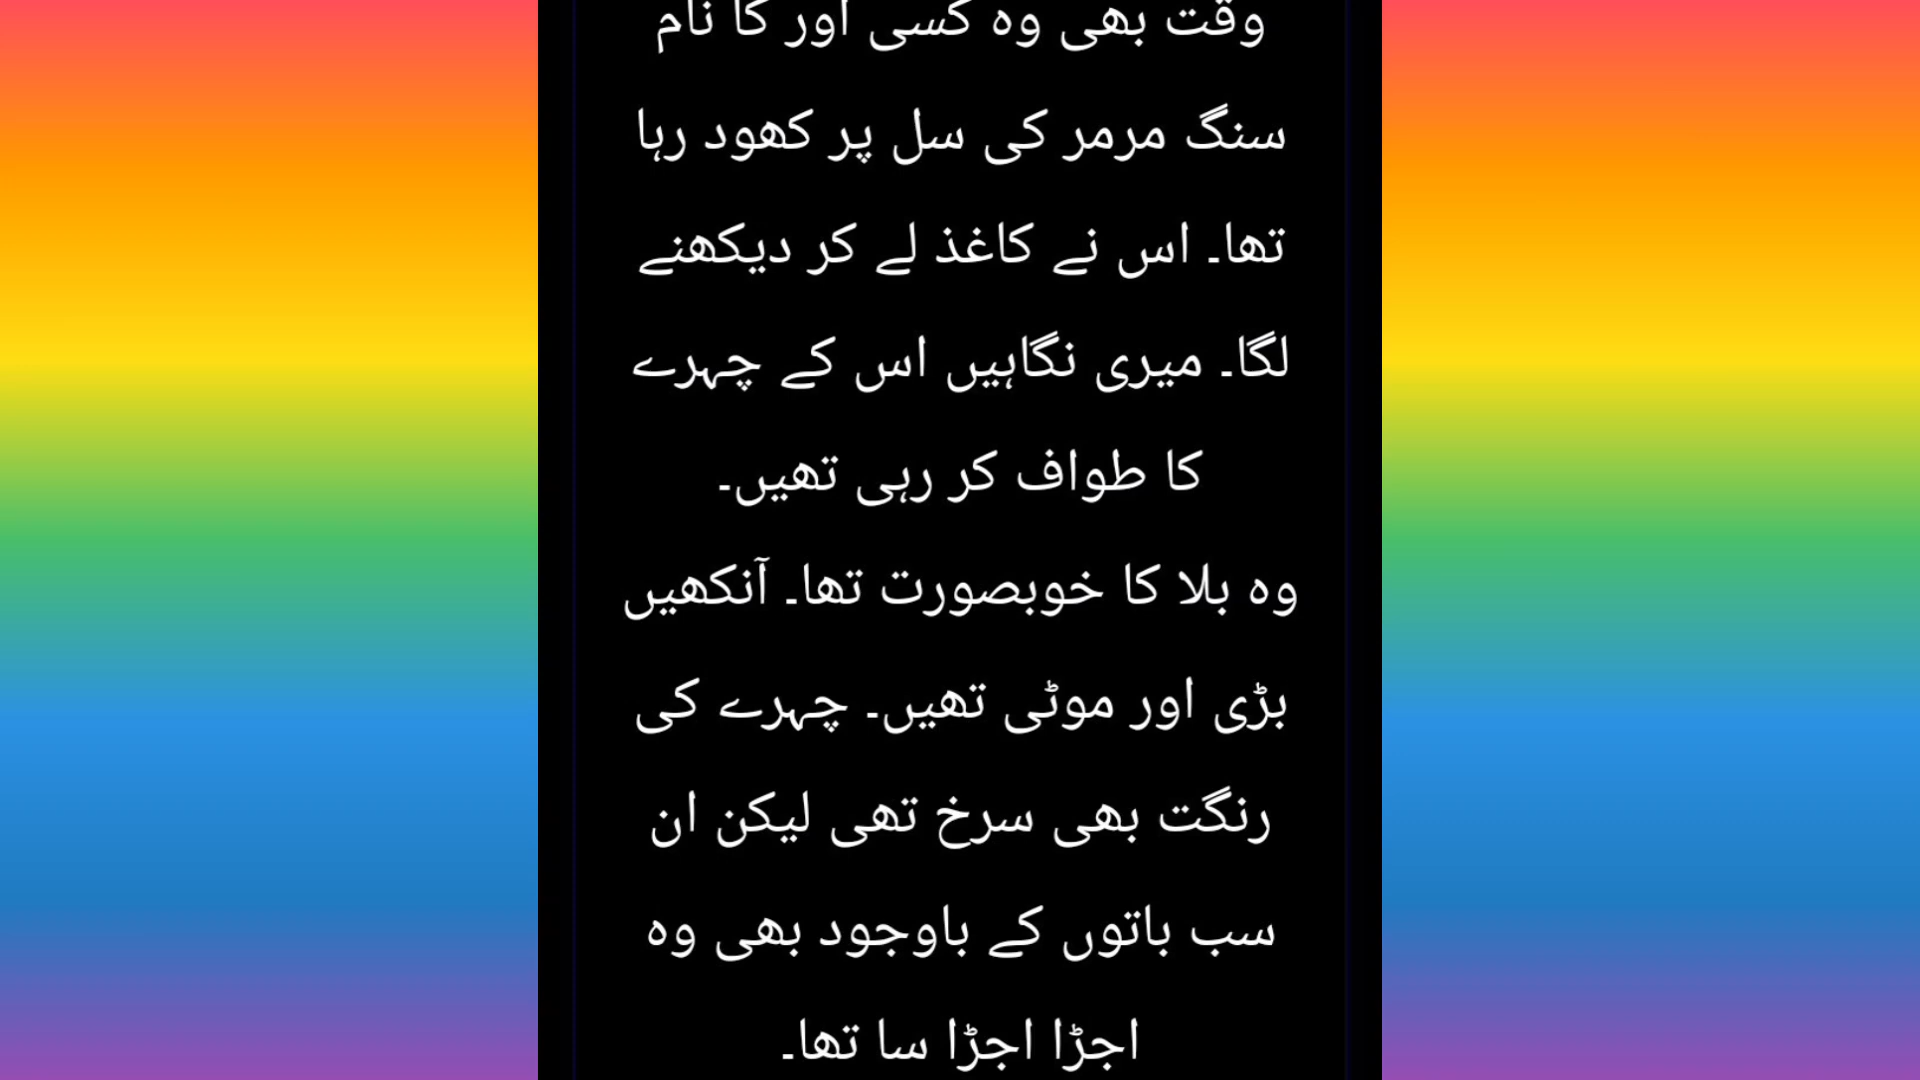 وقت بھی وہ کسی اور کا نام
سنگ مرمر کی سل پر کھود رہا
تھا۔ اس نے کاغذ لے کر دیکھنے
لگا۔ میری نگاہیں اس کے چہرے
کا طواف کر رہی تھیں۔
وہ بلا کا خوبصورت تھا۔ آنکھیں
بڑی اور موٹی تھیں۔ چہرے کی
رنگت بھی سرخ تھی لیکن ان
سب باتوں کے باوجود بھی وہ
اجڑا اجڑا سا تھا۔